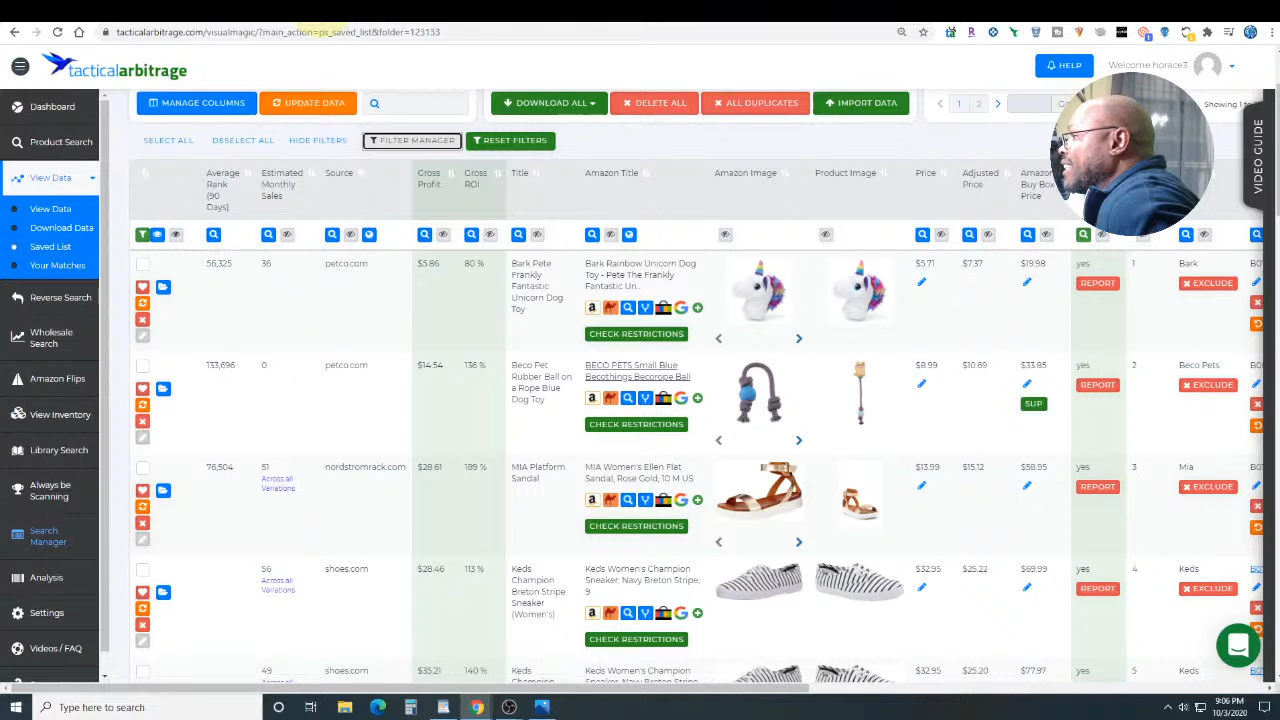 tacticalarbitrage.com/visualmagic/?main_action=ps_saved_list&folder=123133
tacticalarbitrage
HELP
Welcome horace3
Dashboard
Product Search
View Data
View Data
Download Data
Saved List
Your Matches
Reverse Search
Wholesale
Search
Amazon Flips
View Inventory
Library Search
Always be
Scanning
Search
Manager
Analysis
Settings
Videos / FAQ
MANAGE COLUMNS
UPDATE DATA
DOWNLOAD ALL
DELETE ALL
ALL DUPLICATES
IMPORT DATA
1
2
Showing 1 to
VIDEO GUIDE
SELECT ALL
DESELECT ALL
HIDE FILTERS
FILTER MANAGER
RESET FILTERS
Average
Rank
(90
Days)
Estimated
Monthly
Sales
Source
Gross
Profit
Gross
ROI
Title
Amazon Title
Amazon Image
Product Image
Price
Adjusted
Price
Amazon
Buy Box
Price
56,325
36
petco.com
$5.86
80 %
Bark Pete
Frankly
Fantastic
Unicorn Dog
Toy
Bark Rainbow Unicorn Dog
Toy - Pete The Frankly
Fantastic Un...
CHECK RESTRICTIONS
$5.71
$7.37
$19.98
yes
REPORT
1
Bark
EXCLUDE
133,696
0
petco.com
$14.54
136 %
Beco Pet
Rubber Ball on
a Rope Blue
Dog Toy
BECO PETS Small Blue
Becothings Becorope Ball
CHECK RESTRICTIONS
$8.99
$10.69
$33.85
SUP
yes
REPORT
2
Beco Pets
EXCLUDE
76,504
51
Across all
Variations
nordstromrack.com
$28.61
189 %
MIA Platform
Sandal
MIA Women's Ellen Flat
Sandal, Rose Gold, 10 M US
CHECK RESTRICTIONS
$13.99
$15.12
$58.95
yes
REPORT
3
Mia
EXCLUDE
56
Across all
Variations
shoes.com
$28.46
113 %
Keds
Champion
Breton Stripe
Sneaker
(Women's)
Keds Women's Champion
Sneaker, Navy Breton Stripe,
9
CHECK RESTRICTIONS
$32.95
$25.22
$69.99
yes
REPORT
4
Keds
EXCLUDE
49
shoes.com
$35.21
140 %
Keds
Keds Women's Champion
$32.95
$25.20
$77.97
yes
5
Keds
Type here to search
9:06 PM
10/3/2020